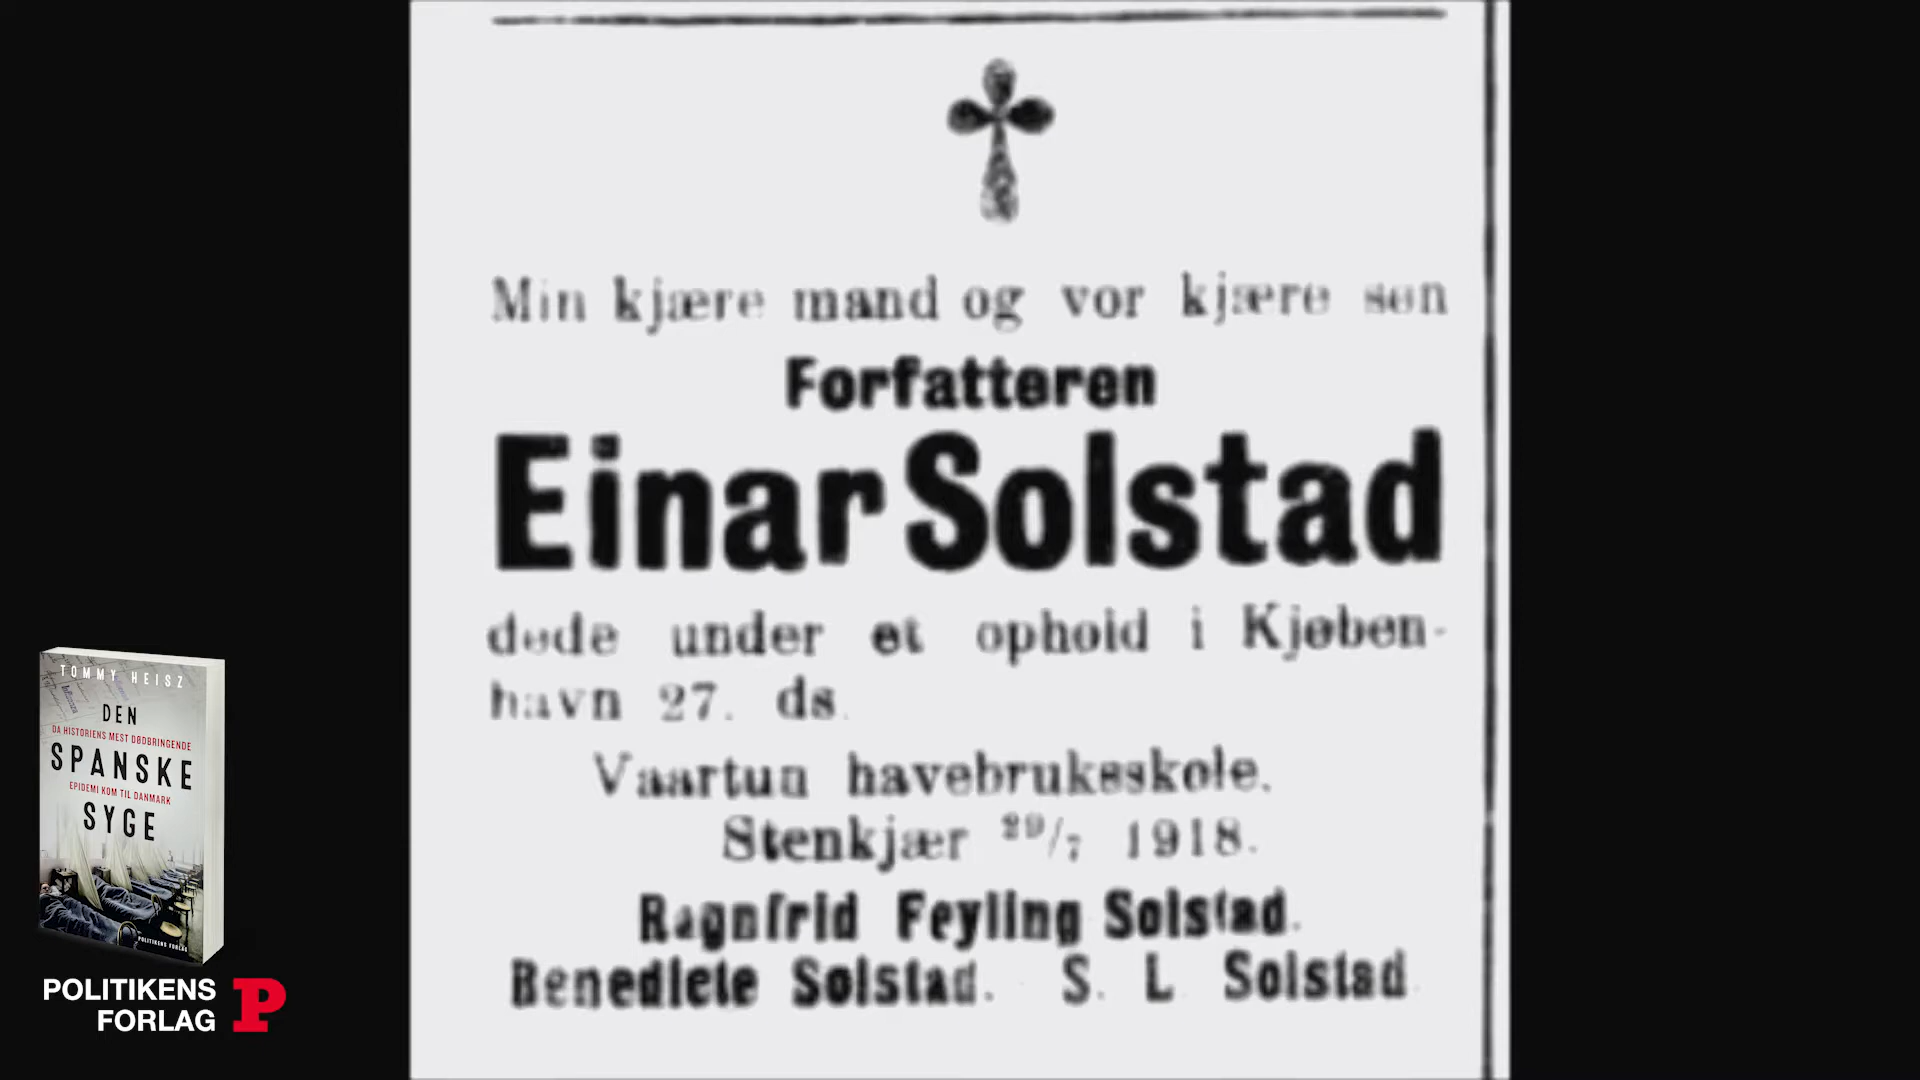 Min kjære mand og vor kjære søn
Forfatteren
Einar Solstad
døde under et ophold i Kjøben-
havn 27. ds.
Vaartun havebruksskole.
Stenkjær 29/7 1918.
Ragnfrid Feyling Solstad.
Benedicte Solstad. S. L. Solstad
TOMMY HEISZ
DEN
DA HISTORIENS MEST DØDBRINGENDE
SPANSKE
EPIDEMI KOM TIL DANMARK
SYGE
POLITIKENS FORLAG
POLITIKENS
FORLAG P